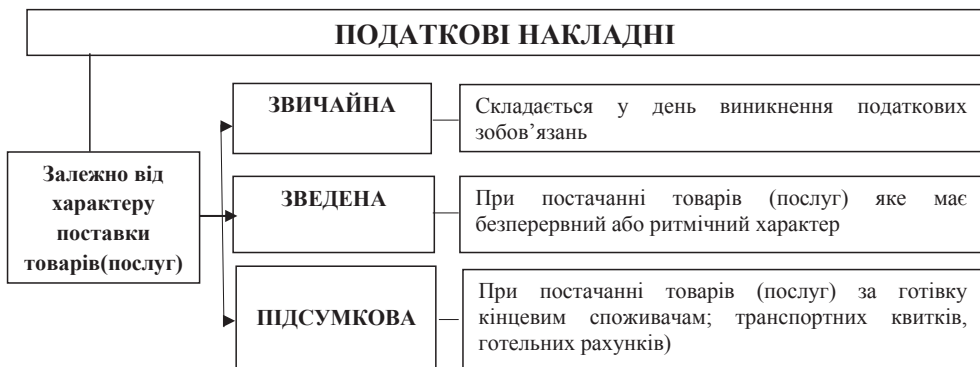 ПОДАТКОВІ НАКЛАДНІ
ЗВИЧАЙНА
Складається у день виникнення податкових
зобов’язань
Залежно від
характеру
поставки
товарів(послуг)
ЗВЕДЕНА
При постачанні товарів (послуг) яке має
безперервний або ритмічний характер
ПІДСУМКОВА
При постачанні товарів (послуг) за готівку
кінцевим споживачам; транспортних квитків,
готельних рахунків)